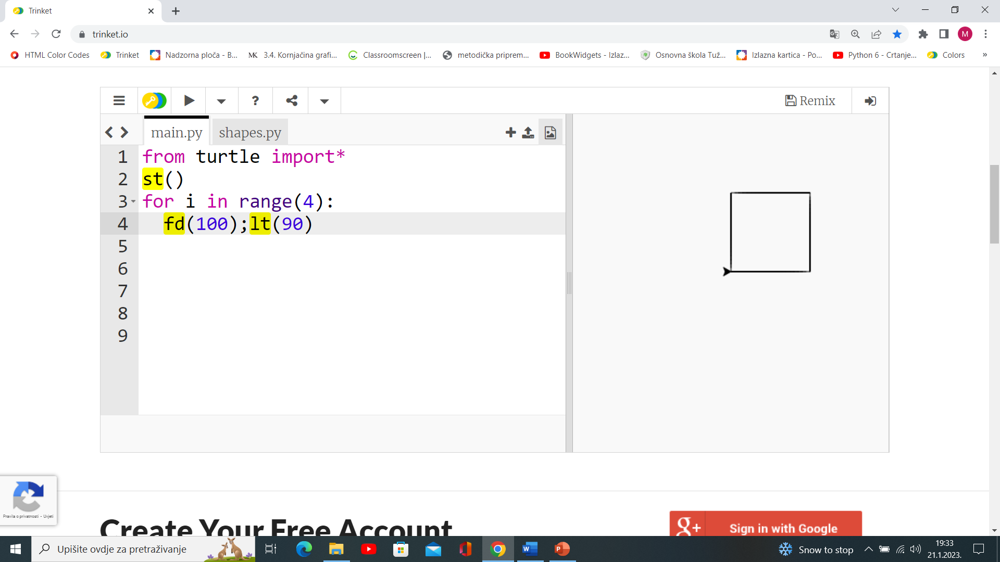 Trinket
trinket.io
M
HTML Color Codes
Trinket
Nadzorna ploča - B...
MK 3.4. Kornjačina grafi...
Classroomscreen |...
metodička priprem...
BookWidgets - Izlaz...
Osnovna škola Tuž...
Izlazna kartica - Po...
Python 6 - Crtanje...
Colors
»
?
Remix
main.py
shapes.py
1 from turtle import*
2 st()
3 for i in range(4):
4 fd(100);lt(90)
5
6
7
8
9
Pravila o privatnosti - Uvjeti
Create Your Free Account
g+ Sign in with Google
Upišite ovdje za pretraživanje
W
P
Snow to stop
19:33
21.1.2023.